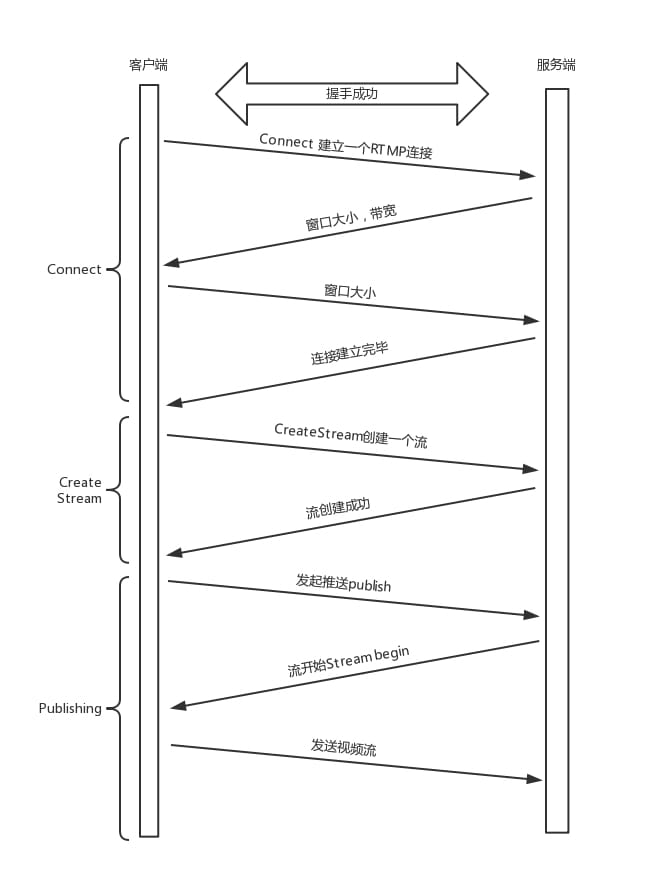 客户端
服务端
握手成功
Connect 建立一个RTMP连接
窗口大小，带宽
Connect
窗口大小
连接建立完毕
CreateStream创建一个流
Create
Stream
流创建成功
发起推送publish
流开始Stream begin
Publishing
发送视频流